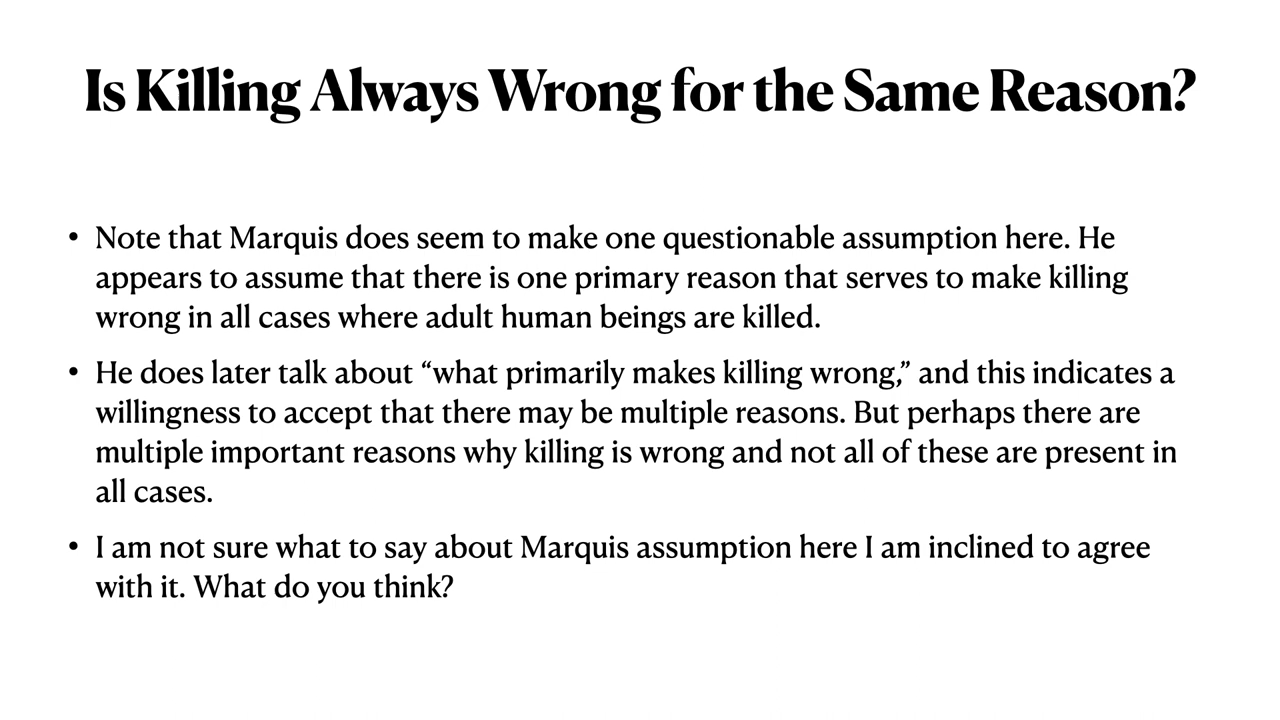 Is Killing Always Wrong for the Same Reason?
• Note that Marquis does seem to make one questionable assumption here. He
appears to assume that there is one primary reason that serves to make killing
wrong in all cases where adult human beings are killed.
• He does later talk about “what primarily makes killing wrong,” and this indicates a
willingness to accept that there may be multiple reasons. But perhaps there are
multiple important reasons why killing is wrong and not all of these are present in
all cases.
• I am not sure what to say about Marquis assumption here I am inclined to agree
with it. What do you think?